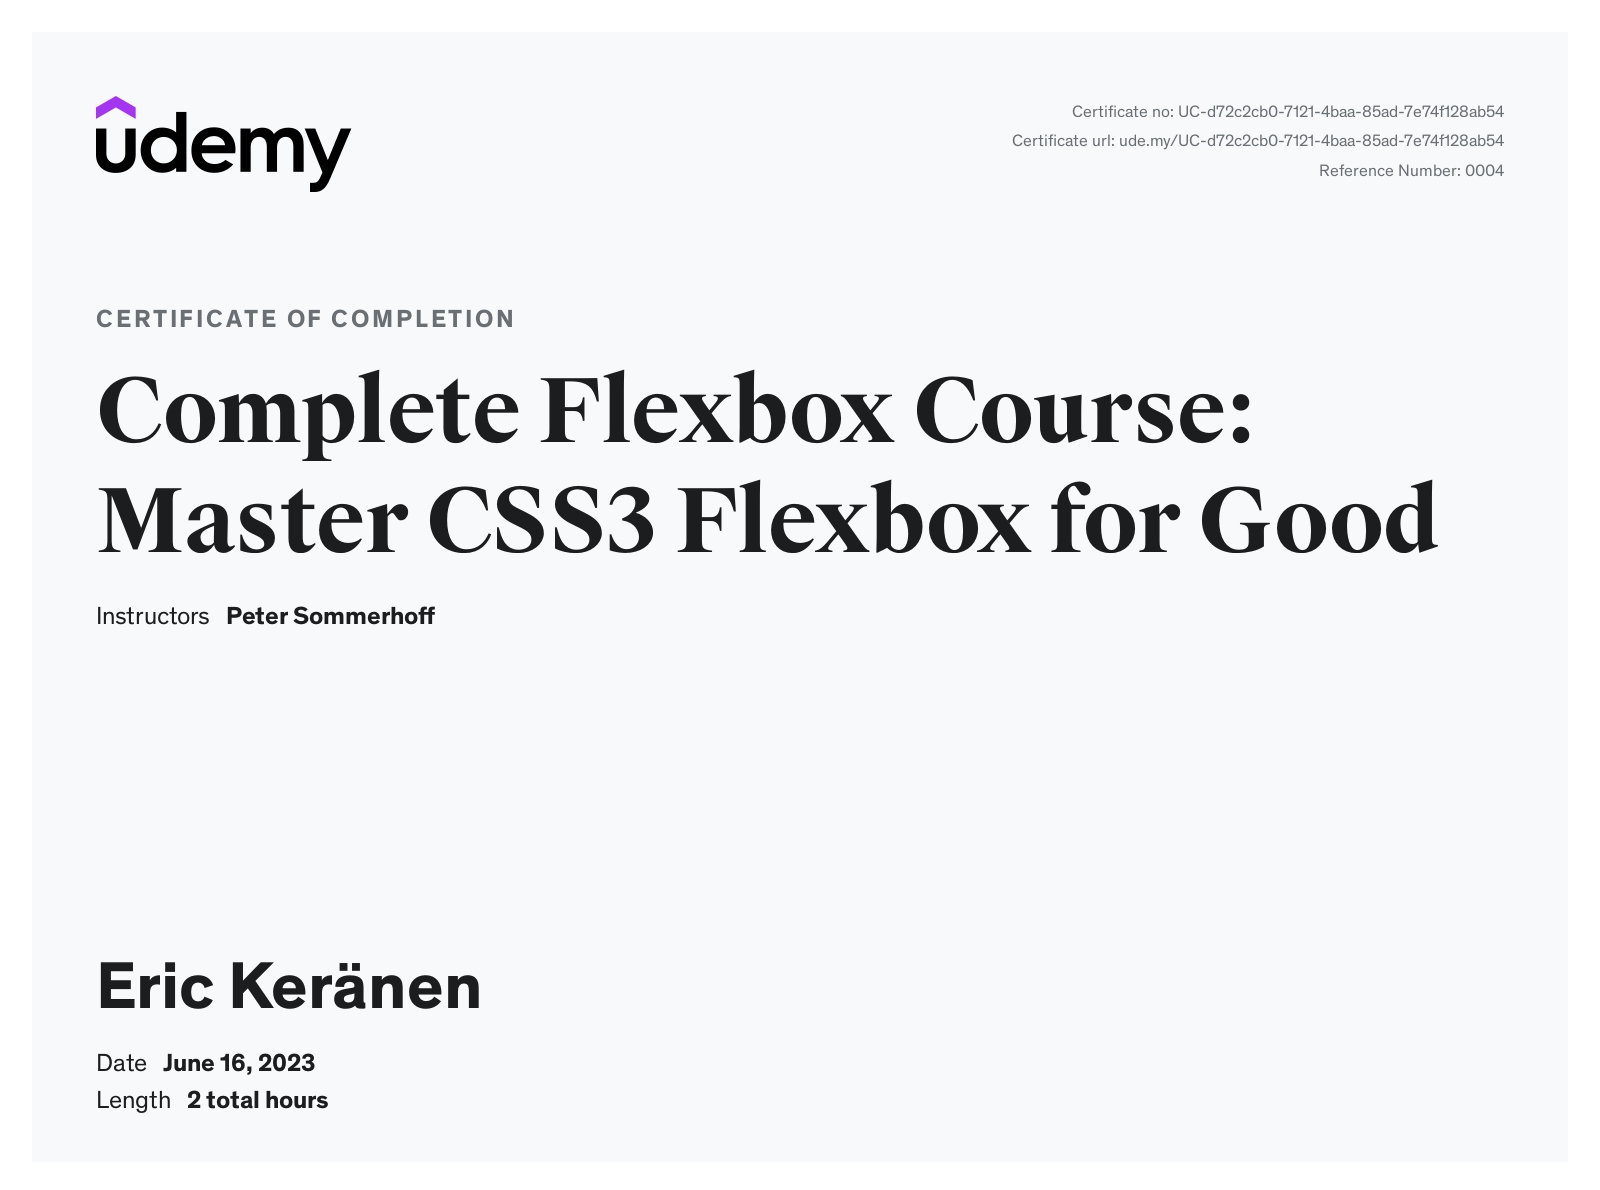 udemy
Certificate no: UC-d72c2cb0-7121-4baa-85ad-7e74f128ab54
Certificate url: ude.my/UC-d72c2cb0-7121-4baa-85ad-7e74f128ab54
Reference Number: 0004
CERTIFICATE OF COMPLETION
Complete Flexbox Course:
Master CSS3 Flexbox for Good
Instructors Peter Sommerhoff
Eric Keränen
Date June 16, 2023
Length 2 total hours